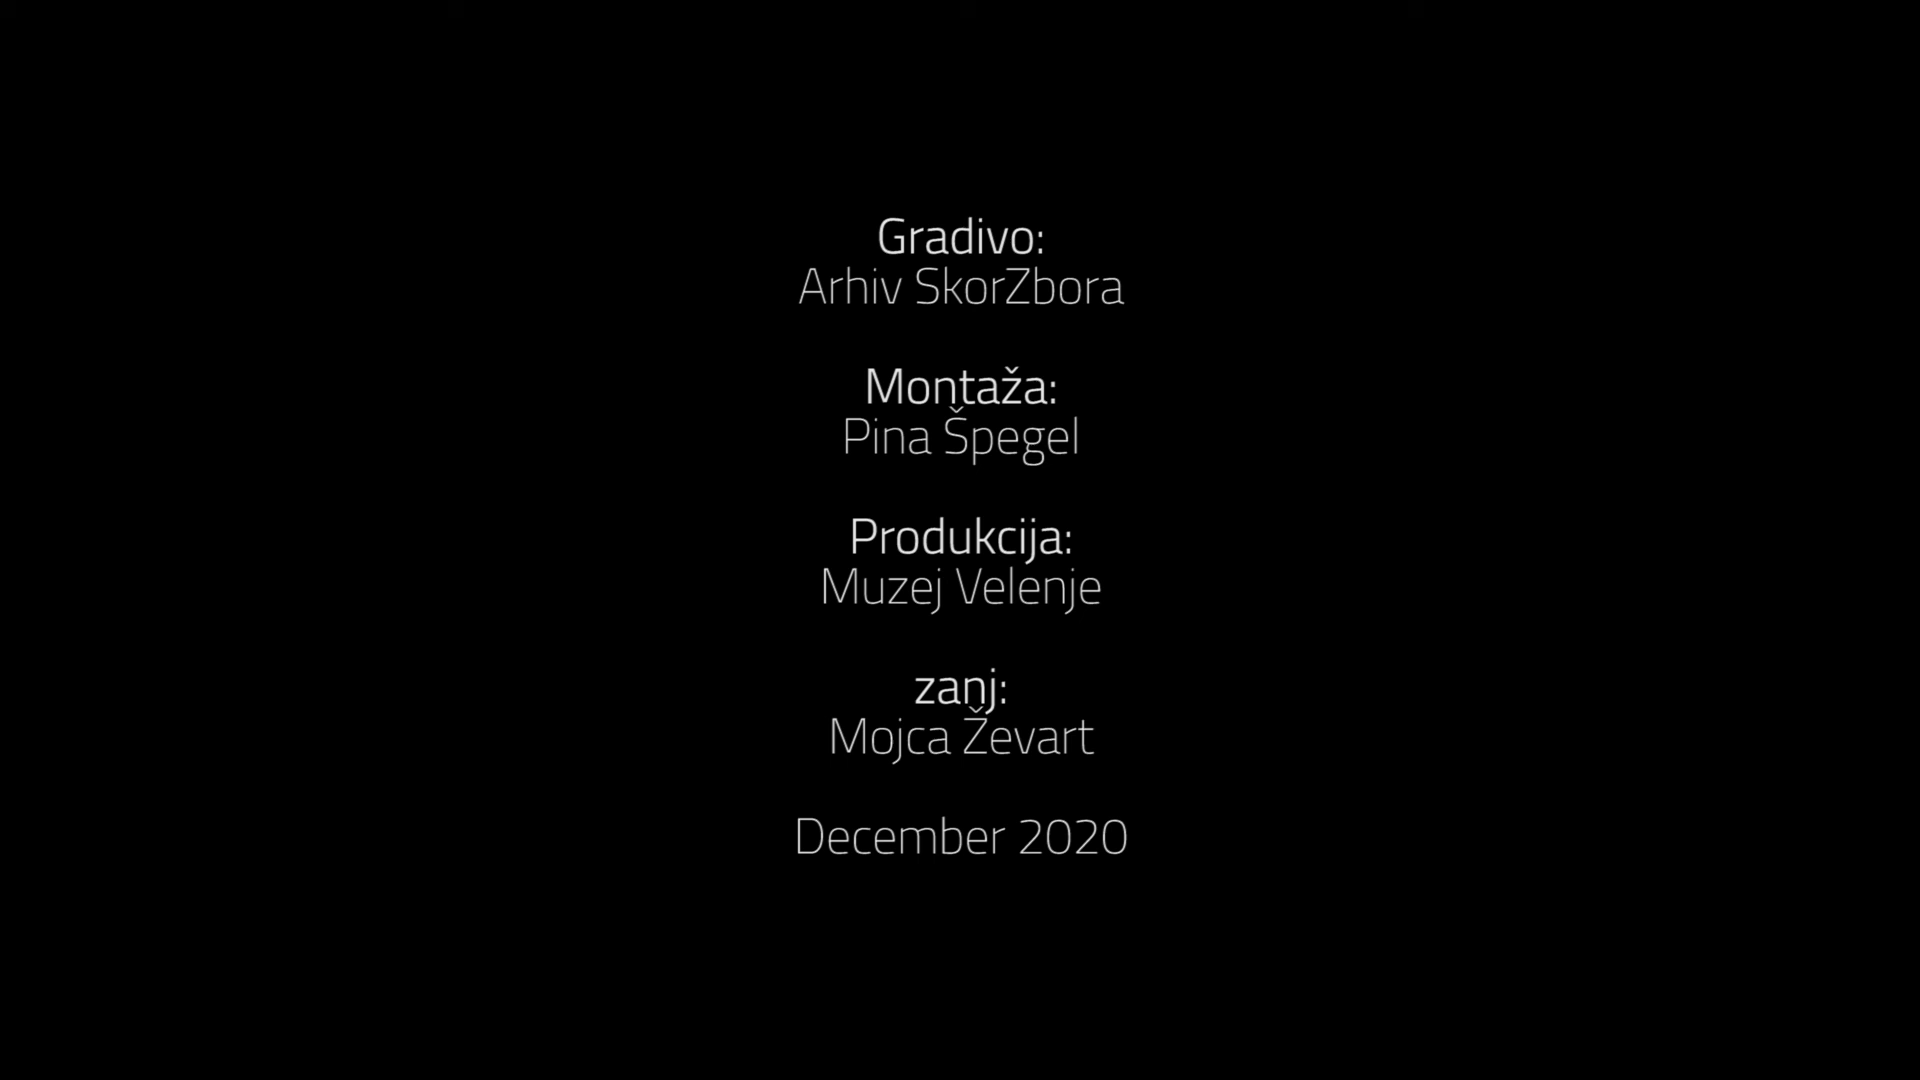 Gradivo:
Arhiv SkorZbora
Montaža:
Pina Špegel
Produkcija:
Muzej Velenje
zanj:
Mojca Ževart
December 2020